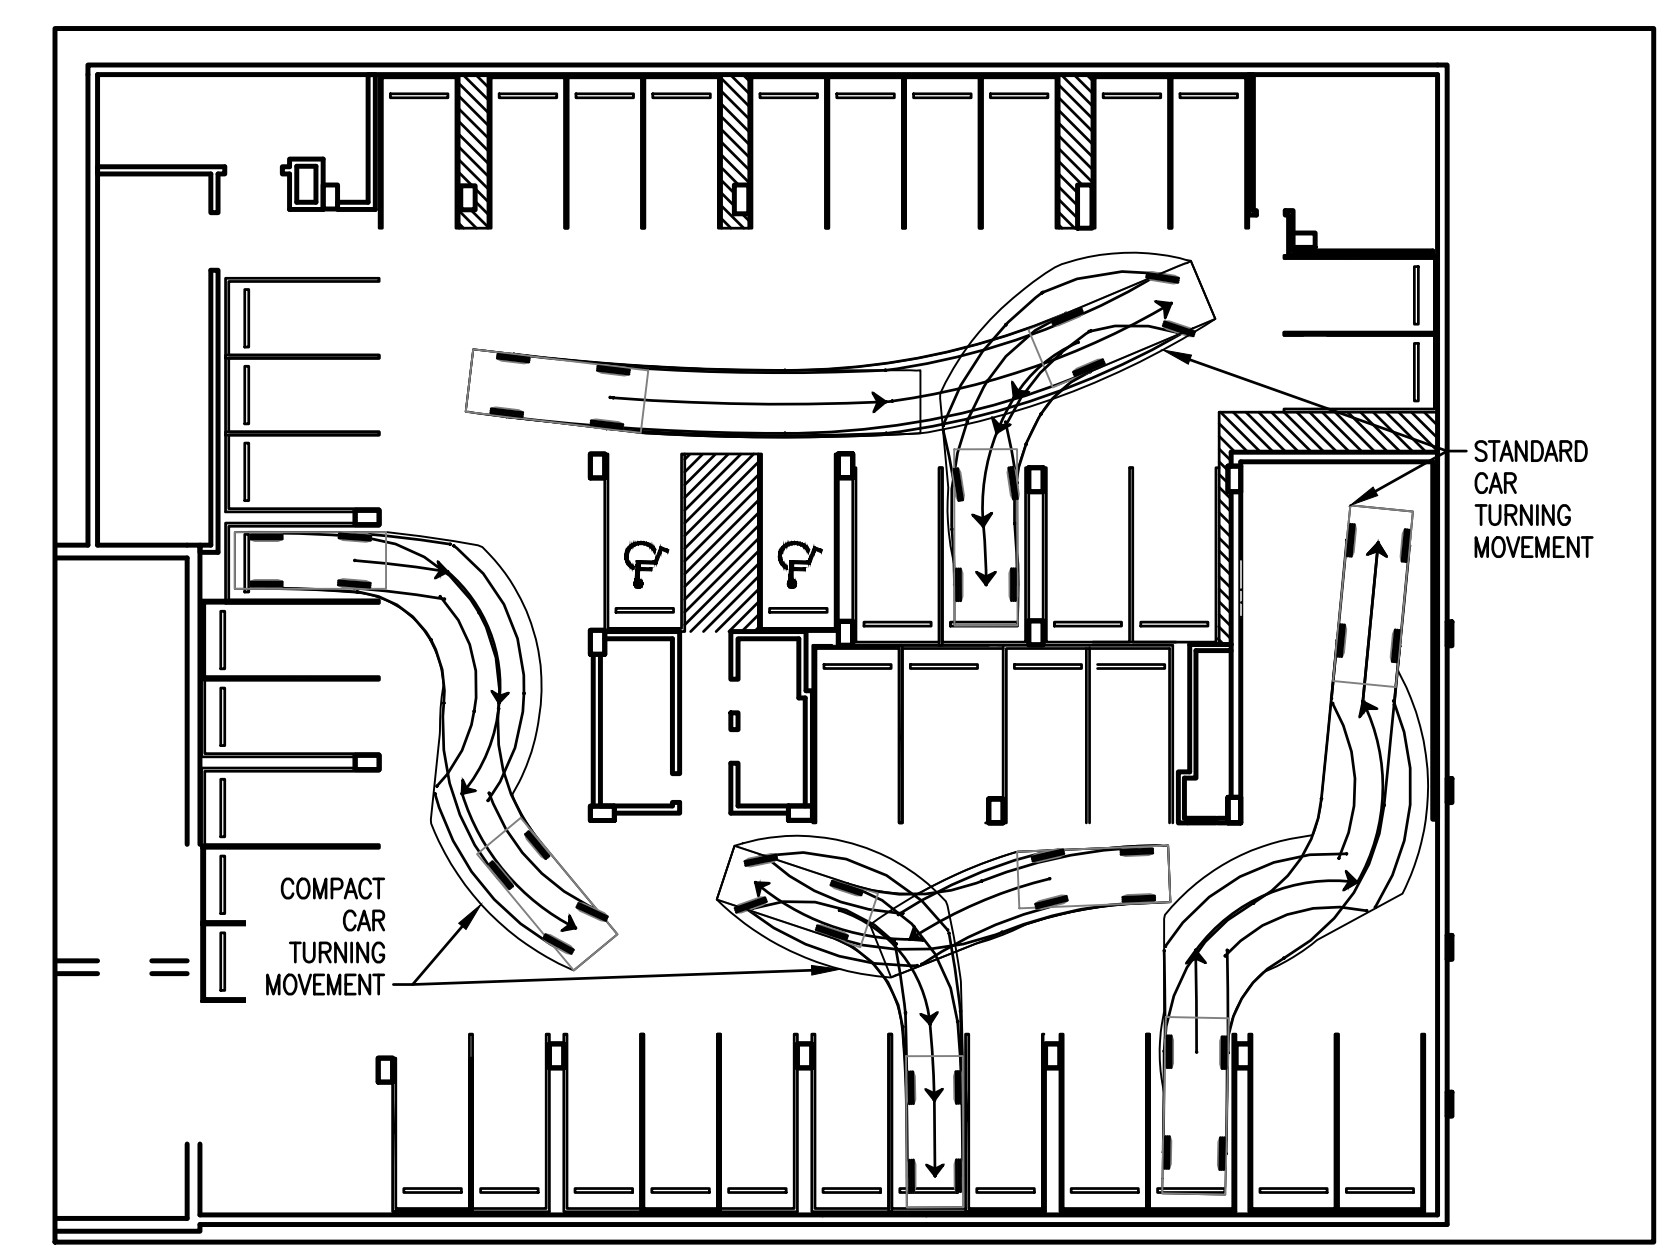 STANDARD
CAR
TURNING
MOVEMENT
COMPACT
CAR
TURNING
MOVEMENT